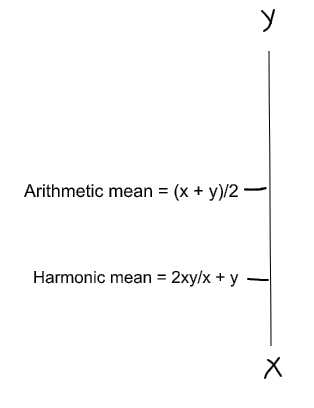 y
Arithmetic mean = (x + y)/2
Harmonic mean = 2xy/x + y
X